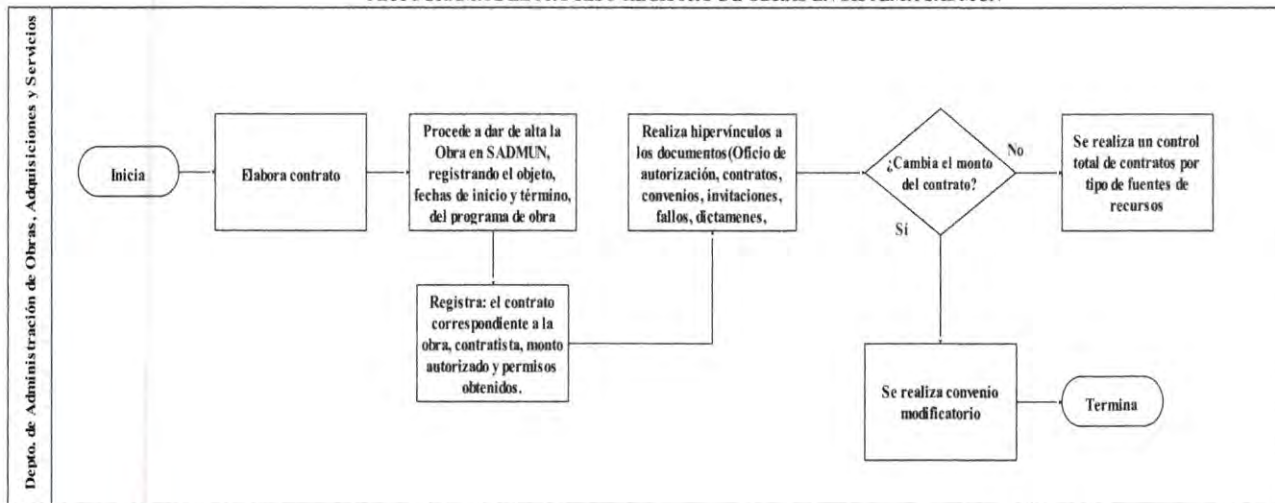 Depto. de Administración de Obras, Adquisiciones y Servicios
Inicia
Elabora contrato
Procede a dar de alta la
Obra en SADMUN,
registrando el objeto,
fechas de inicio y término,
del programa de obra
Registra: el contrato
correspondiente a la
obra, contratista, monto
autorizado y permisos
obtenidos.
Realiza hipervínculos a
los documentos(Oficio de
autorización, contratos,
convenios, invitaciones,
fallos, dictamenes,
¿Cambia el monto
del contrato?
No
Sí
Se realiza un control
total de contratos por
tipo de fuentes de
recursos
Se realiza convenio
modificatorio
Termina